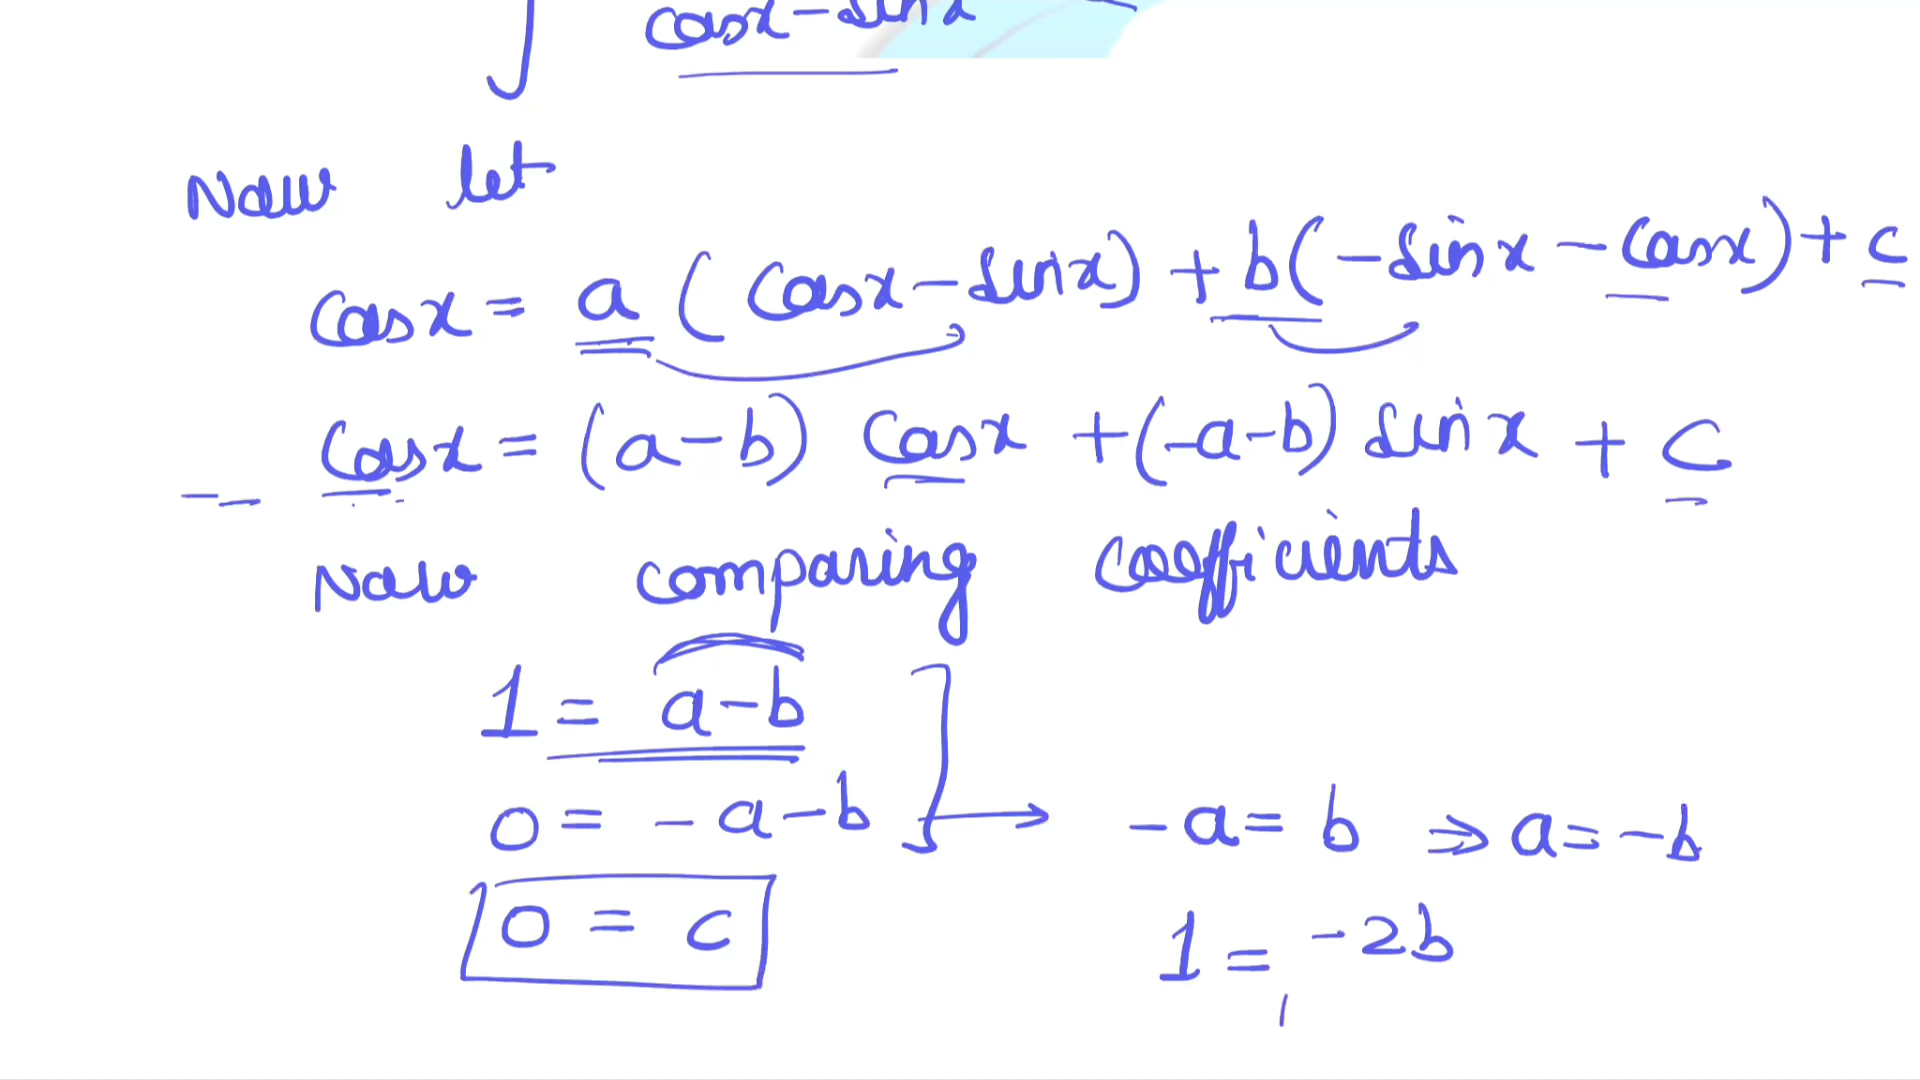 ∫ cosx - sinx
Now let
cosx = a (cosx - sinx) + b(-sinx - cosx) + c
cosx = (a-b) cosx + (-a-b) sinx + c
Now comparing coefficients
1 = a-b
0 = -a-b → -a = b ⇒ a = -b
0 = c
1 = -2b